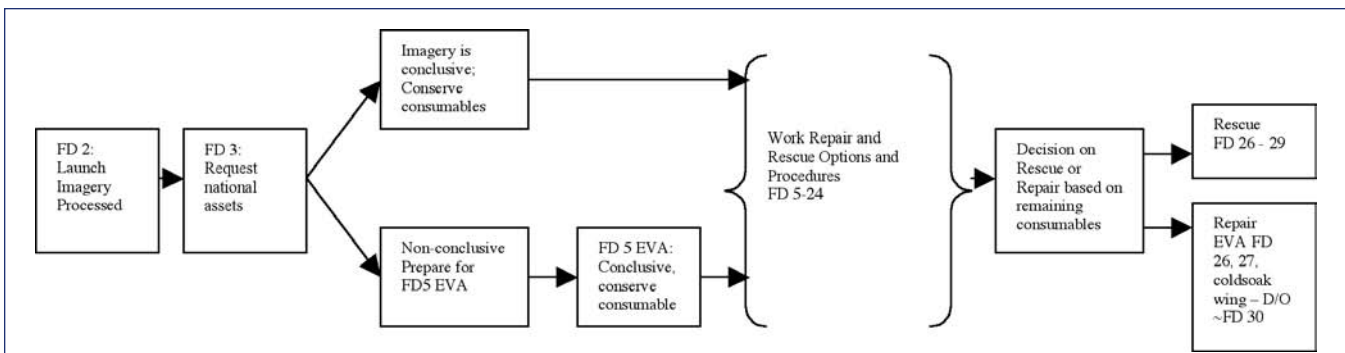 FD 2:
Launch
Imagery
Processed
FD 3:
Request
national
assets
Imagery is
conclusive;
Conserve
consumables
Non-conclusive
Prepare for
FD5 EVA
FD 5 EVA:
Conclusive,
conserve
consumable
Work Repair and
Rescue Options and
Procedures
FD 5-24
Decision on
Rescue or
Repair based on
remaining
consumables
Rescue
FD 26 - 29
Repair
EVA FD
26, 27,
coldsoak
wing – D/O
~FD 30